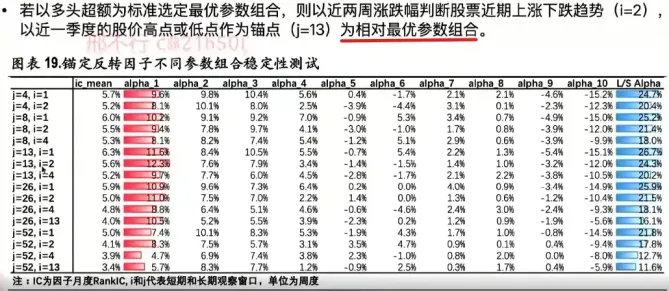 • 若以多头超额为标准选定最优参数组合，则以近两周涨跌幅判断股票近期上涨下跌趋势（i=2），
以近一季度的股价高点或低点作为锚点（j=13）为相对最优参数组合。
图表 19.锚定反转因子不同参数组合稳定性测试
ic_mean alpha_1 alpha_2 alpha_3 alpha_4 alpha_5 alpha_6 alpha_7 alpha_8 alpha_9 alpha_10 L/S Alpha
j=4, i=1 5.7% 9.6% 9.8% 10.4% 5.6% 0.4% -1.7% 2.1% 2.1% -4.6% -15.2% 24.7%
j=4, i=2 5.2% 8.1% 10.1% 8.0% 2.5% -3.9% -4.4% 3.1% 0.1% -2.3% -12.3% 20.4%
j=8, i=1 6.0% 10.2% 9.1% 9.2% 7.0% -0.9% 5.3% 3.4% 0.7% -4.9% -15.0% 25.2%
j=8, i=2 5.5% 9.4% 7.8% 9.7% 4.1% -3.0% -1.0% 1.7% 0.8% -3.9% -12.0% 21.4%
j=8, i=4 5.3% 8.1% 8.2% 7.4% 5.4% -1.2% 5.1% 2.9% 0.6% -3.9% -9.9% 18.0%
j=13, i=1 6.3% 11.6% 8.4% 10.5% 5.5% -0.7% 5.4% 2.2% 1.3% -5.4% -15.1% 26.7%
j=13, i=2 5.6% 12.3% 7.6% 7.9% 3.4% -1.4% -1.5% 1.4% 1.0% -3.2% -12.0% 24.3%
j=13, i=4 5.2% 9.7% 7.7% 6.0% 4.5% -2.8% -1.7% 2.1% 2.2% -3.8% -10.5% 20.2%
j=26, i=1 5.9% 10.9% 9.6% 7.3% 6.4% 0.2% 0.0% 4.0% 0.9% -3.4% -14.9% 25.9%
j=26, i=2 5.0% 11.0% 7.5% 7.0% 2.2% 1.4% 0.0% 1.3% 0.6% -1.2% -10.4% 21.5%
j=26, i=4 4.8% 8.8% 6.4% 5.1% 4.6% -0.6% -4.6% 2.4% 3.0% -2.4% -9.3% 18.1%
j=26, i=13 4.0% 10.5% 5.2% 5.5% 3.9% -2.3% 0.2% 0.9% 1.2% -1.9% -5.6% 16.1%
j=52, i=1 5.0% 7.4% 10.1% 8.3% 5.5% -1.9% 4.3% 1.7% 1.0% -0.8% -14.5% 21.8%
j=52, i=2 4.1% 8.3% 7.5% 5.7% 3.1% 3.5% 4.7% 0.9% 0.1% 0.4% -9.4% 17.8%
j=52, i=4 3.9% 4.7% 6.9% 7.4% 3.8% 2.3% -1.0% 0.8% 2.4% 0.0% -8.0% 12.7%
j=52, i=13 3.4% 5.7% 8.3% 7.7% 1.2% -0.9% 2.5% 0.3% 1.7% 0.4% -5.9% 11.6%
注：IC为因子月度RankIC, i和j代表短期和长期观察窗口，单位为周度